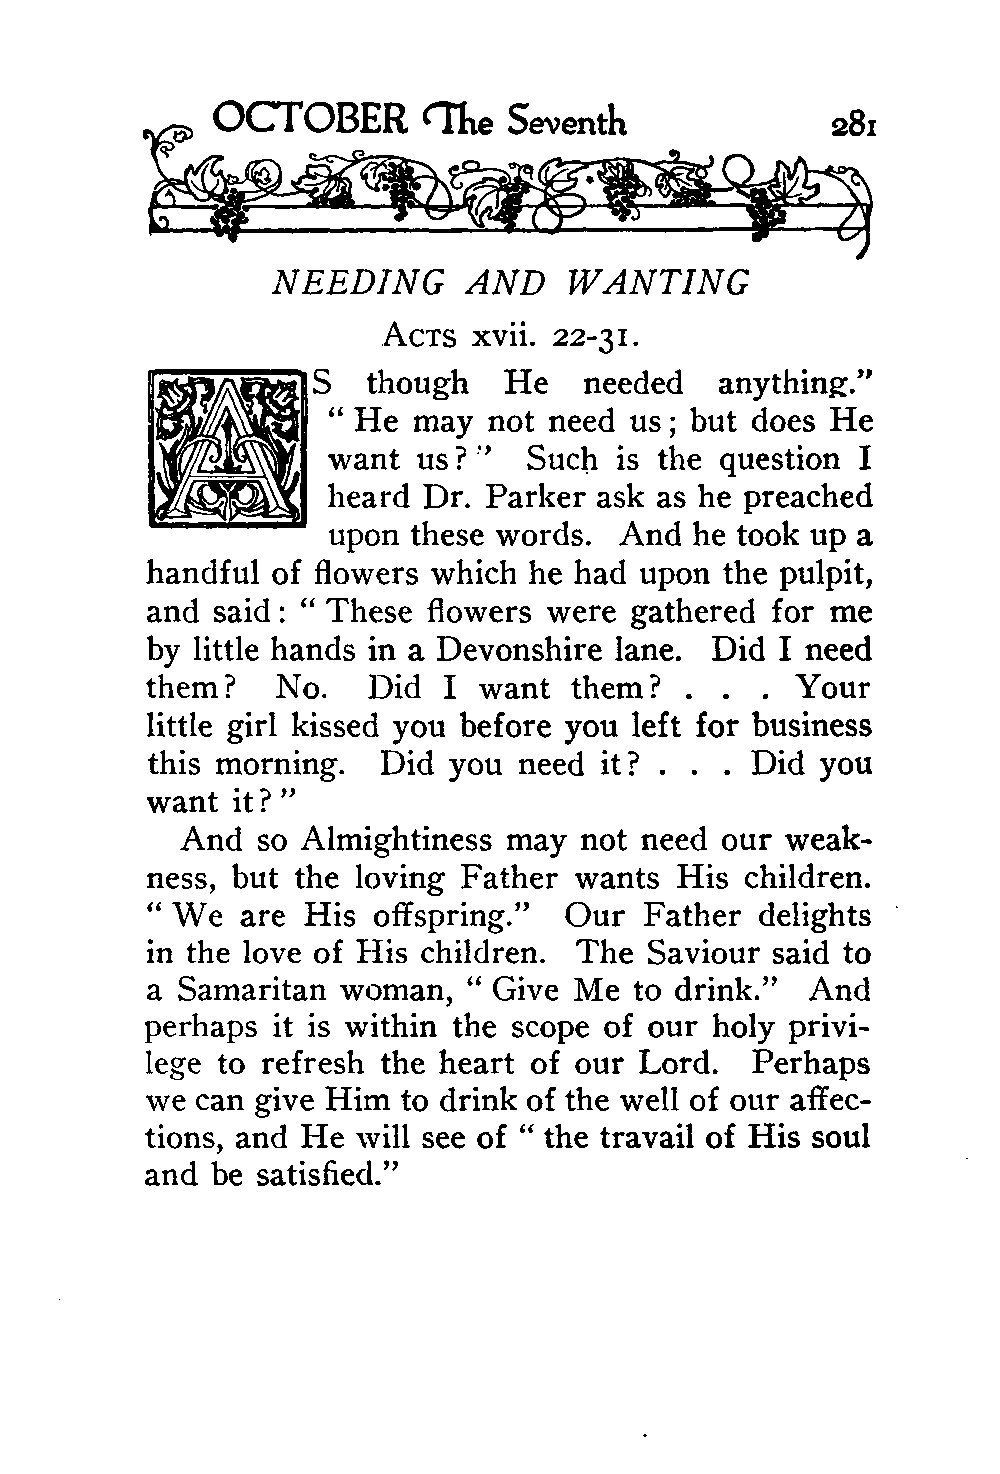 OCTOBER The Seventh 281
NEEDING AND WANTING
ACTS xvii. 22-31.
AS though He needed anything.”
“ He may not need us; but does He
want us?” Such is the question I
heard Dr. Parker ask as he preached
upon these words. And he took up a
handful of flowers which he had upon the pulpit,
and said: “ These flowers were gathered for me
by little hands in a Devonshire lane. Did I need
them? No. Did I want them? . . . Your
little girl kissed you before you left for business
this morning. Did you need it? . . . Did you
want it?”
And so Almightiness may not need our weak-
ness, but the loving Father wants His children.
“ We are His offspring.” Our Father delights
in the love of His children. The Saviour said to
a Samaritan woman, “ Give Me to drink.” And
perhaps it is within the scope of our holy privi-
lege to refresh the heart of our Lord. Perhaps
we can give Him to drink of the well of our affec-
tions, and He will see of “ the travail of His soul
and be satisfied.”